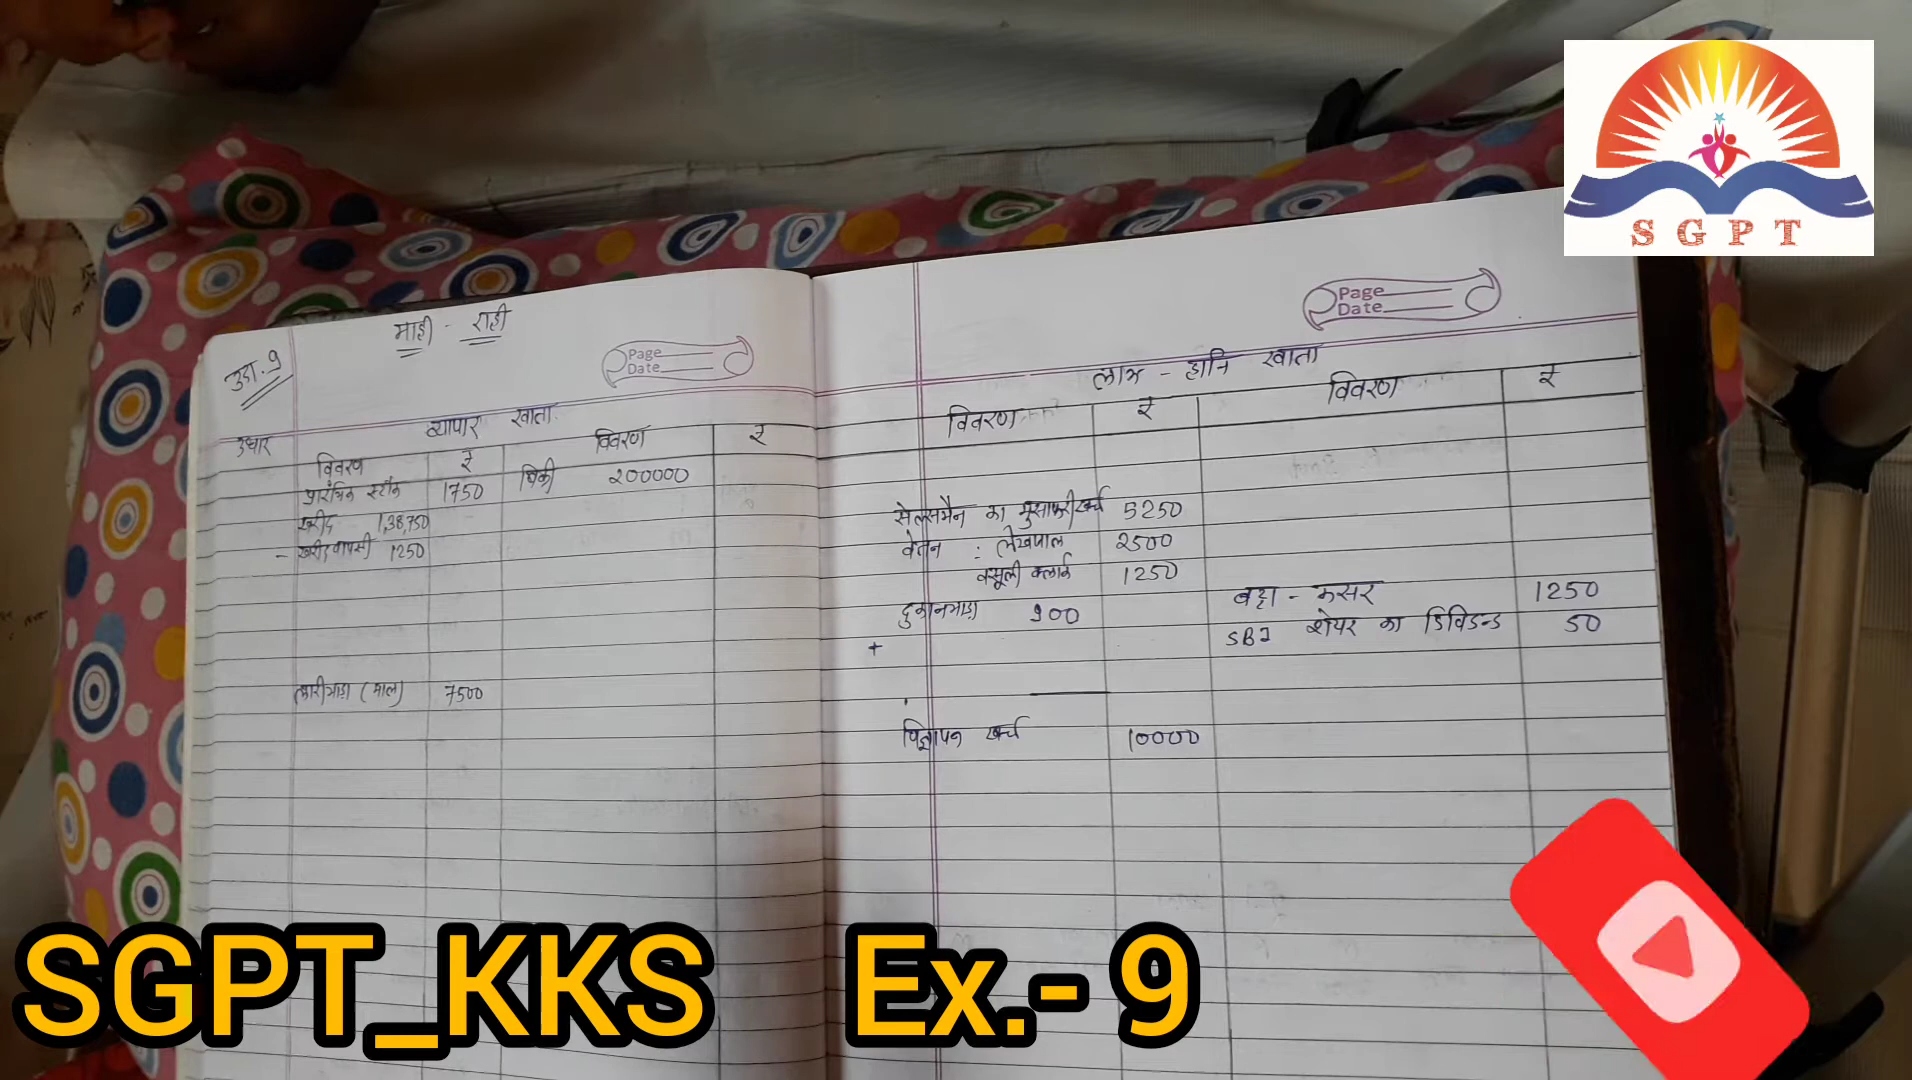 SGPT
Page
Date
Page
Date
उदा. 9
माही - राही
व्यापार खाता
उधार
विवरण ₹ विवरण ₹
प्रारंभिक स्टॉक 1750 बिक्री 200000
खरीद 1,38,750
- खरीद वापसी 1250
लारीभाड़ा (माल) 7500
लाभ - हानि खाता
विवरण ₹ विवरण ₹
सेल्समैन का मुसाफरी खर्च 5250
वेतन : लेखपाल 2500
वसूली क्लार्क 1250
दुकानभाड़ा 900 बट्टा - कसर 1250
+ SBI शेयर का डिविडन्ड 50
विज्ञापन खर्च 10000
SGPT_KKS Ex.- 9